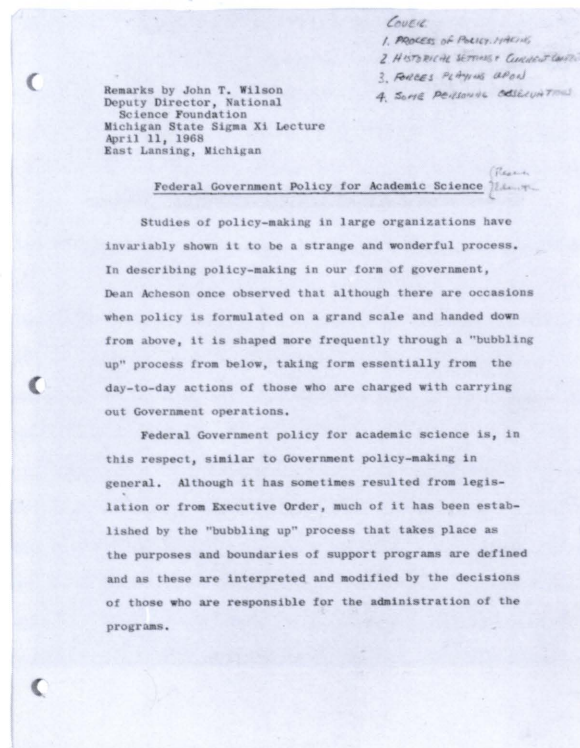 COVER
1. PROCESS OF POLICY-MAKING
2 HISTORICAL SETTING + CURRENT
3. FORCES PLAYING UPON
4. SOME PERSONAL OBSERVATIONS
Remarks by John T. Wilson
Deputy Director, National
Science Foundation
Michigan State Sigma Xi Lecture
April 11, 1968
East Lansing, Michigan
Federal Government Policy for Academic Science
Studies of policy-making in large organizations have
invariably shown it to be a strange and wonderful process.
In describing policy-making in our form of government,
Dean Acheson once observed that although there are occasions
when policy is formulated on a grand scale and handed down
from above, it is shaped more frequently through a "bubbling
up" process from below, taking form essentially from the
day-to-day actions of those who are charged with carrying
out Government operations.
Federal Government policy for academic science is, in
this respect, similar to Government policy-making in
general. Although it has sometimes resulted from legis-
lation or from Executive Order, much of it has been estab-
lished by the "bubbling up" process that takes place as
the purposes and boundaries of support programs are defined
and as these are interpreted and modified by the decisions
of those who are responsible for the administration of the
programs.